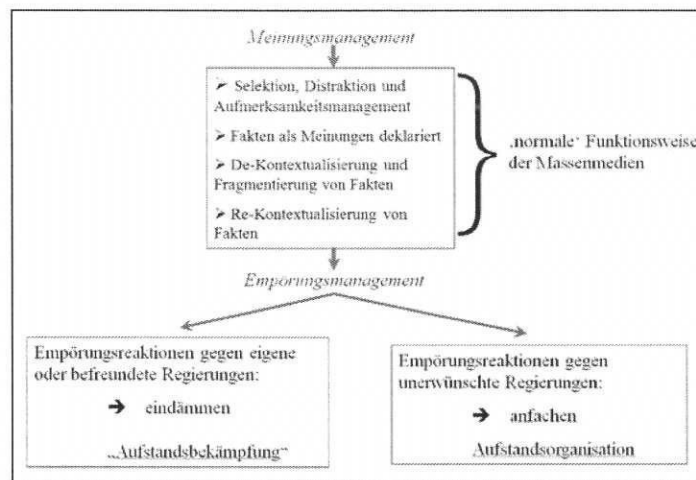 Meinungsmanagement
➢ Selektion, Distraktion und
Aufmerksamkeitsmanagement
➢ Fakten als Meinungen deklariert
➢ De-Kontextualisierung und
Fragmentierung von Fakten
➢ Re-Kontextualisierung von
Fakten
‚normale‘ Funktionsweise
der Massenmedien
Empörungsmanagement
Empörungsreaktionen gegen eigene
oder befreundete Regierungen:
➔ eindämmen
„Aufstandsbekämpfung“
Empörungsreaktionen gegen
unerwünschte Regierungen:
➔ anfachen
Aufstandsorganisation